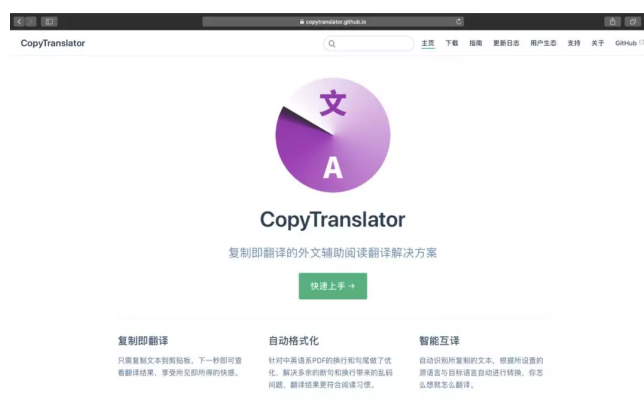 copytranslator.github.io
CopyTranslator
主页 下载 指南 更新日志 用户生态 支持 关于 GitHub
文
A
CopyTranslator
复制即翻译的外文辅助阅读翻译解决方案
快速上手 →
复制即翻译
只需复制文本到剪贴板，下一秒即可查
看翻译结果，享受所见即所得的快感。
自动格式化
针对中英语系PDF的换行和句尾做了优
化，解决多余的断句和换行带来的乱码
问题，翻译结果更符合阅读习惯。
智能互译
自动识别所复制的文本，根据所设置的
源语言与目标语言自动进行转换，你怎
么想就怎么翻译。